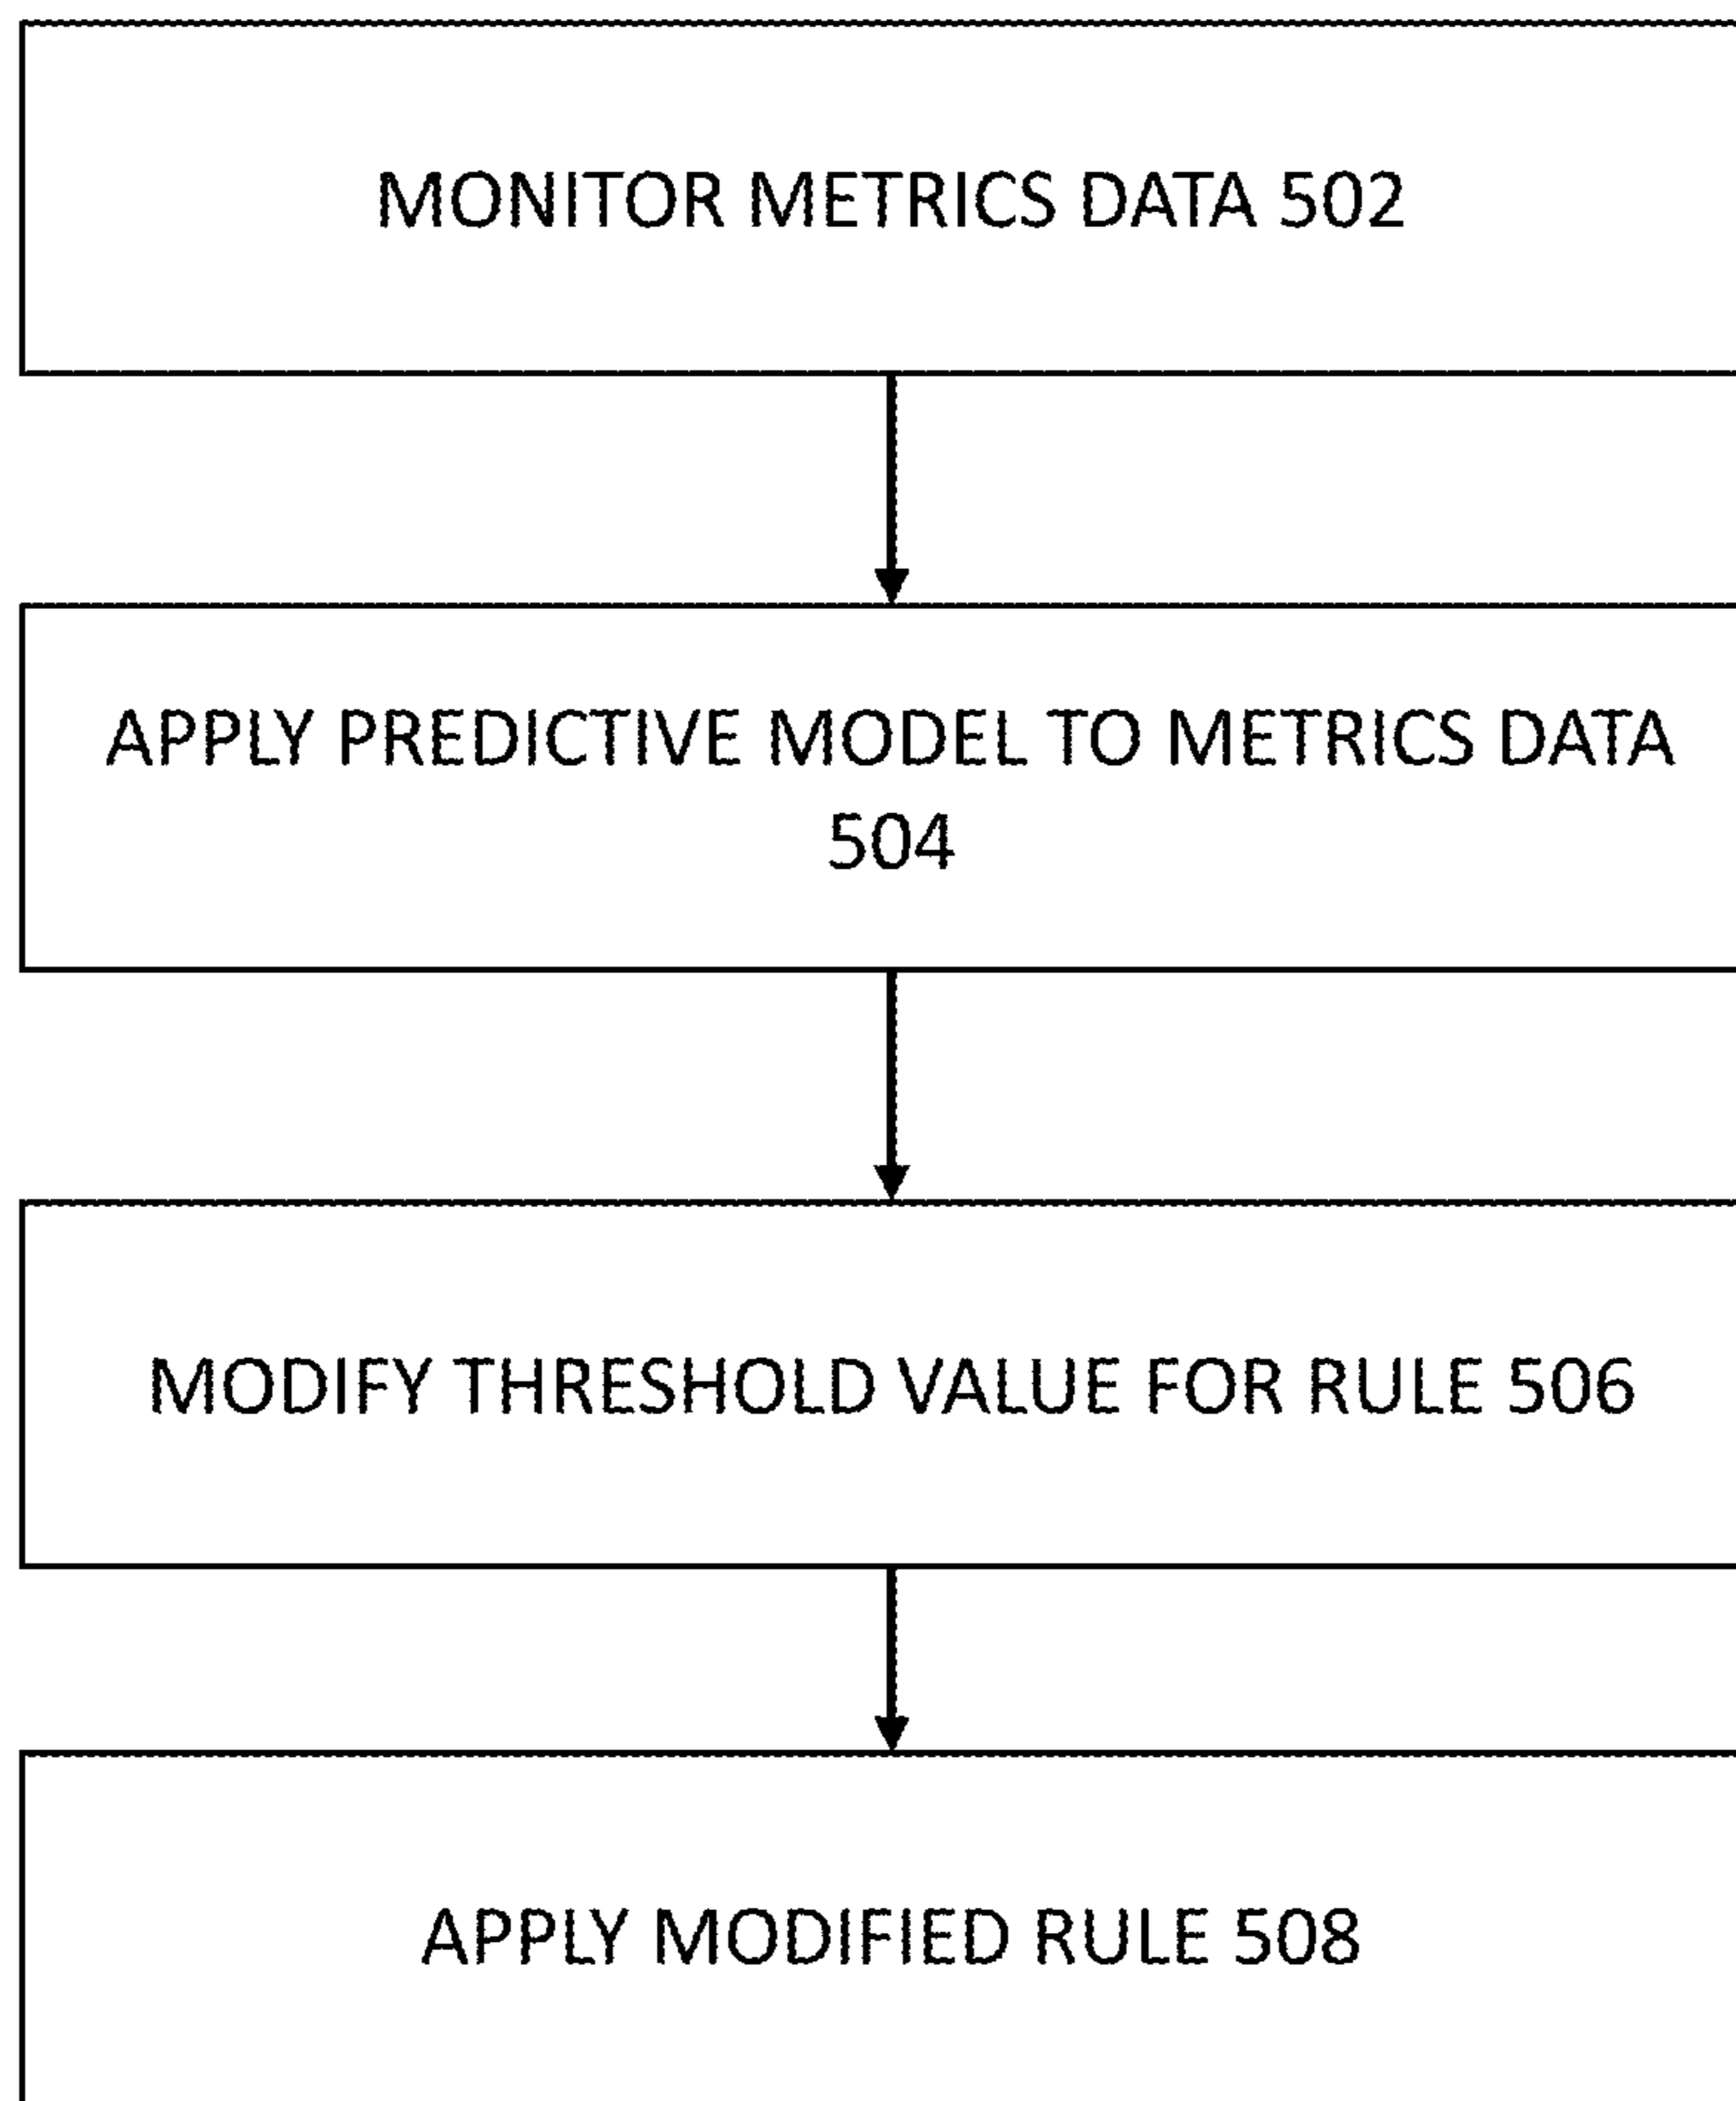 MONITOR METRICS DATA 502
APPLY PREDICTIVE MODEL TO METRICS DATA
504
MODIFY THRESHOLD VALUE FOR RULE 506
APPLY MODIFIED RULE 508